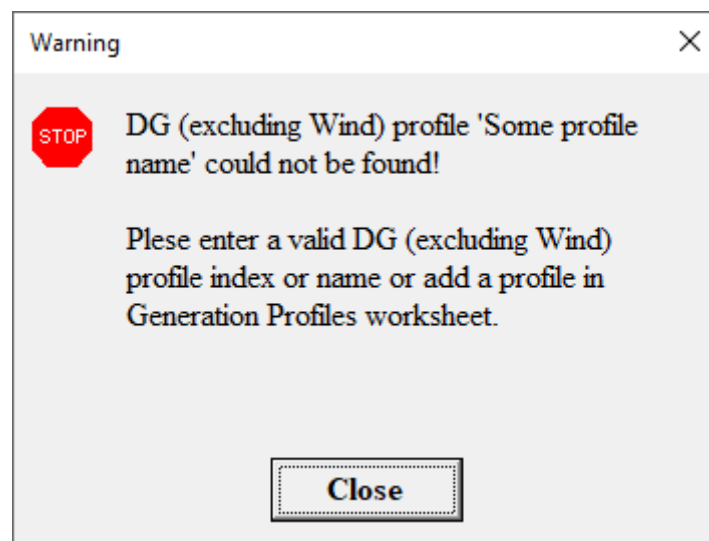 Warning
STOP
DG (excluding Wind) profile 'Some profile
name' could not be found!
Plese enter a valid DG (excluding Wind)
profile index or name or add a profile in
Generation Profiles worksheet.
Close